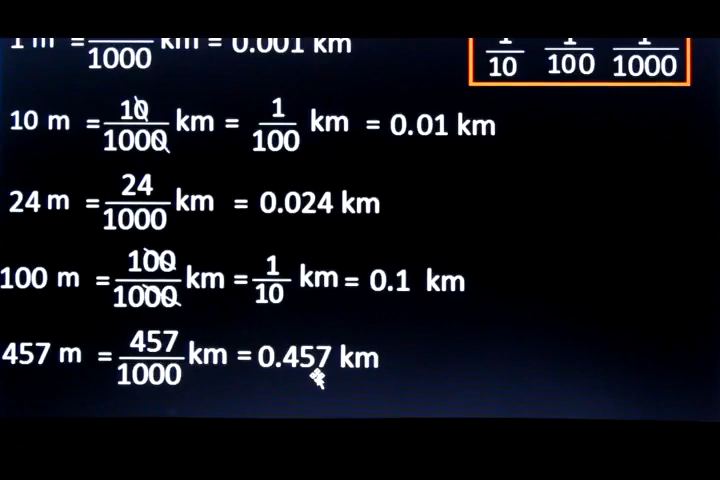 1 m = /1000 km = 0.001 km
1/10 1/100 1/1000
10 m = 10/1000 km = 1/100 km = 0.01 km
24 m = 24/1000 km = 0.024 km
100 m = 100/1000 km = 1/10 km = 0.1 km
457 m = 457/1000 km = 0.457 km